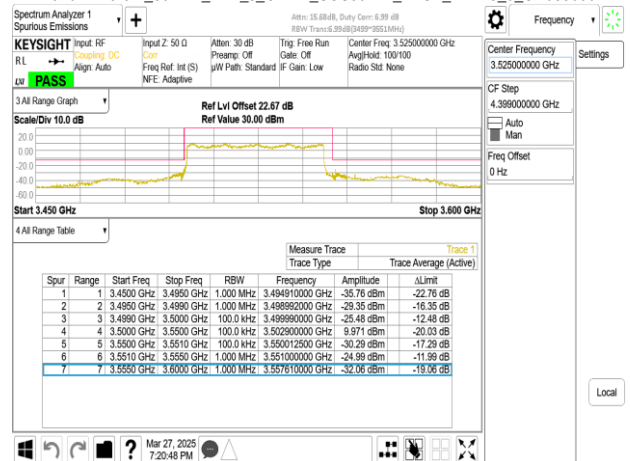 Spectrum Analyzer 1
Spurious Emissions
Attn: 15.68dB, Duty Corr: 6.99 dB
RBW Trans:6.99dB(3499~3551MHz)
Frequency
KEYSIGHT
RL
PASS
Input: RF
Coupling: DC
Align: Auto
Input Z: 50 Ω
Corr
Freq Ref: Int (S)
NFE: Adaptive
Atten: 30 dB
Preamp: Off
µW Path: Standard
Trig: Free Run
Gate: Off
IF Gain: Low
Center Freq: 3.525000000 GHz
Avg|Hold: 100/100
Radio Std: None
Center Frequency
3.525000000 GHz
Settings
CF Step
4.399000000 GHz
Auto
Man
Freq Offset
0 Hz
3 All Range Graph
Scale/Div 10.0 dB
Ref Lvl Offset 22.67 dB
Ref Value 30.00 dBm
20.0
0.00
-20.0
-40.0
-60.0
Start 3.450 GHz
Stop 3.600 GHz
4 All Range Table
Measure Trace Trace 1
Trace Type Trace Average (Active)
Spur Range Start Freq Stop Freq RBW Frequency Amplitude ΔLimit
1 1 3.4500 GHz 3.4950 GHz 1.000 MHz 3.494910000 GHz -35.76 dBm -22.76 dB
2 2 3.4950 GHz 3.4990 GHz 1.000 MHz 3.498992000 GHz -29.35 dBm -16.35 dB
3 3 3.4990 GHz 3.5000 GHz 100.0 kHz 3.499990000 GHz -25.48 dBm -12.48 dB
4 4 3.5000 GHz 3.5500 GHz 100.0 kHz 3.502900000 GHz 9.971 dBm -20.03 dB
5 5 3.5500 GHz 3.5510 GHz 100.0 kHz 3.550012500 GHz -30.29 dBm -17.29 dB
6 6 3.5510 GHz 3.5550 GHz 1.000 MHz 3.551000000 GHz -24.99 dBm -11.99 dB
7 7 3.5550 GHz 3.6000 GHz 1.000 MHz 3.557610000 GHz -32.06 dBm -19.06 dB
Local
Mar 27, 2025
7:20:48 PM